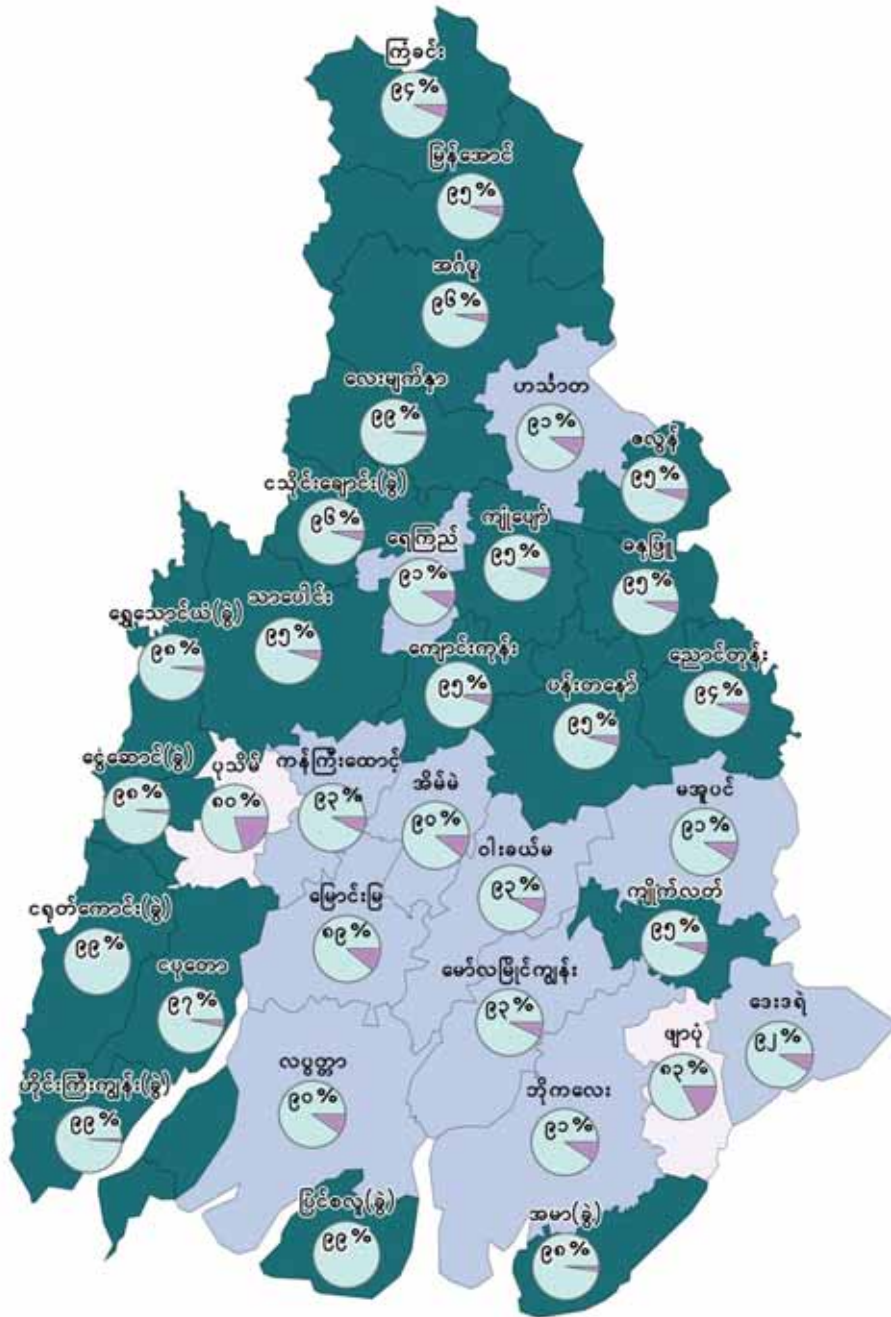 ကြံခင်း
၉၄%
မြန်အောင်
၉၅%
အင်္ဂပူ
၉၆%
လေးမျက်နှာ
၉၉%
ဟင်္သာတ
၉၁%
ဇလွန်
၉၅%
ငသိုင်းချောင်း(ခွဲ)
၉၆%
ရေကြည်
၉၁%
ကျုံပျော်
၉၅%
ဓနုဖြူ
၉၅%
ရွှေသောင်ယံ(ခွဲ)
၉၈%
သာပေါင်း
၉၅%
ကျောင်းကုန်း
၉၅%
ပန်းတနော်
၉၅%
ညောင်တုန်း
၉၄%
ငွေဆောင်(ခွဲ)
၉၈%
ပုသိမ်
၈၀%
ကန်ကြီးထောင့်
၉၃%
အိမ်မဲ
၉၀%
ဝါးခယ်မ
၉၃%
မအူပင်
၉၁%
ငရုတ်ကောင်း(ခွဲ)
၉၉%
မြောင်းမြ
၈၉%
ကျိုက်လတ်
၉၅%
ငပုတော
၉၇%
မော်လမြိုင်ကျွန်း
၉၃%
ဖျာပုံ
၈၃%
ဒေးဒရဲ
၉၂%
ဟိုင်းကြီးကျွန်း(ခွဲ)
၉၉%
လပွတ္တာ
၉၀%
ဘိုကလေး
၉၁%
ပြင်စလူ(ခွဲ)
၉၉%
အမာ(ခွဲ)
၉၈%